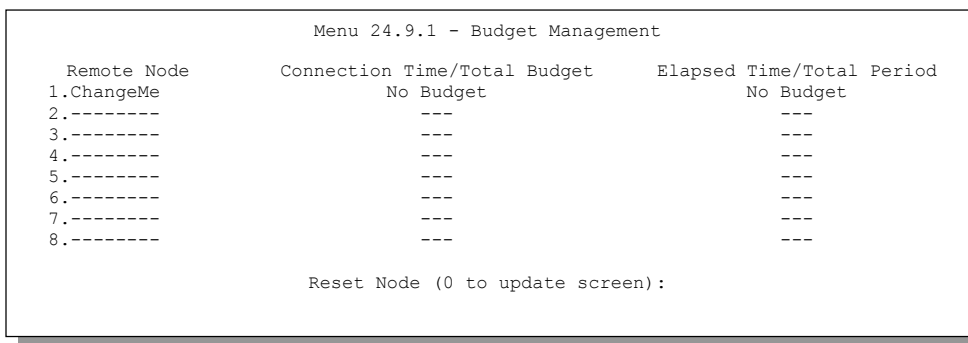 Menu 24.9.1 - Budget Management
Remote Node Connection Time/Total Budget Elapsed Time/Total Period
1.ChangeMe No Budget No Budget
2.-------- --- ---
3.-------- --- ---
4.-------- --- ---
5.-------- --- ---
6.-------- --- ---
7.-------- --- ---
8.-------- --- ---
Reset Node (0 to update screen):